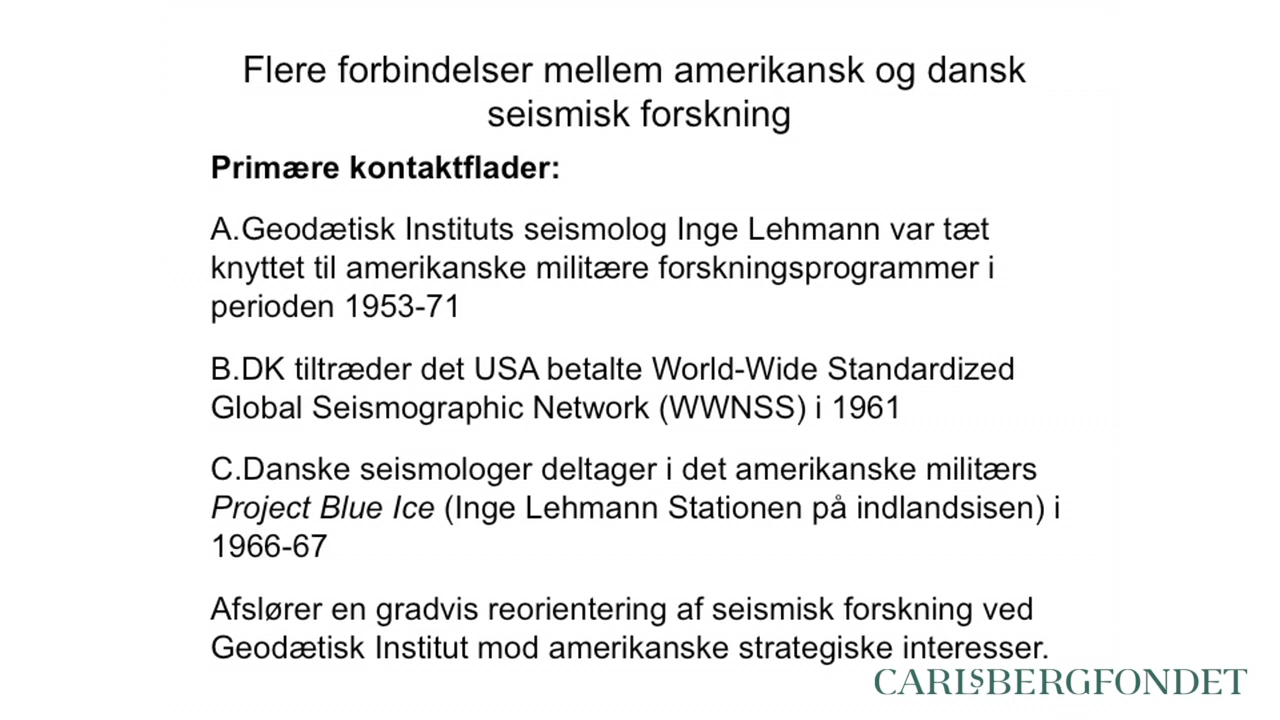 Flere forbindelser mellem amerikansk og dansk
seismisk forskning
Primære kontaktflader:
A.Geodætisk Instituts seismolog Inge Lehmann var tæt
knyttet til amerikanske militære forskningsprogrammer i
perioden 1953-71
B.DK tiltræder det USA betalte World-Wide Standardized
Global Seismographic Network (WWNSS) i 1961
C.Danske seismologer deltager i det amerikanske militærs
Project Blue Ice (Inge Lehmann Stationen på indlandsisen) i
1966-67
Afslører en gradvis reorientering af seismisk forskning ved
Geodætisk Institut mod amerikanske strategiske interesser.
CARLSBERGFONDET